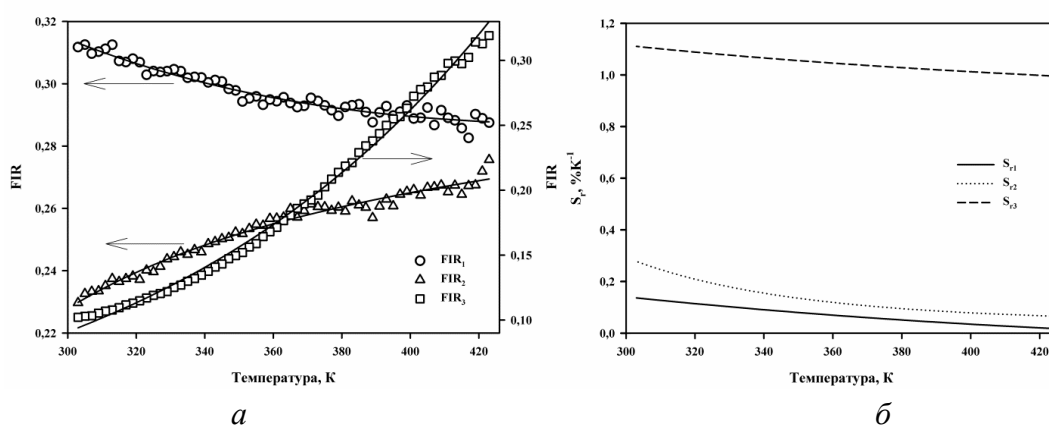 0,32
0,30
0,28
0,26
0,24
0,22
FIR
300 320 340 360 380 400 420
Температура, К
0,30
0,25
0,20
0,15
0,10
FIR
FIR₁
FIR₂
FIR₃
а
1,2
1,0
0,8
0,6
0,4
0,2
0,0
Sᵣ, %K⁻¹
300 320 340 360 380 400 420
Температура, К
Sᵣ₁
Sᵣ₂
Sᵣ₃
б